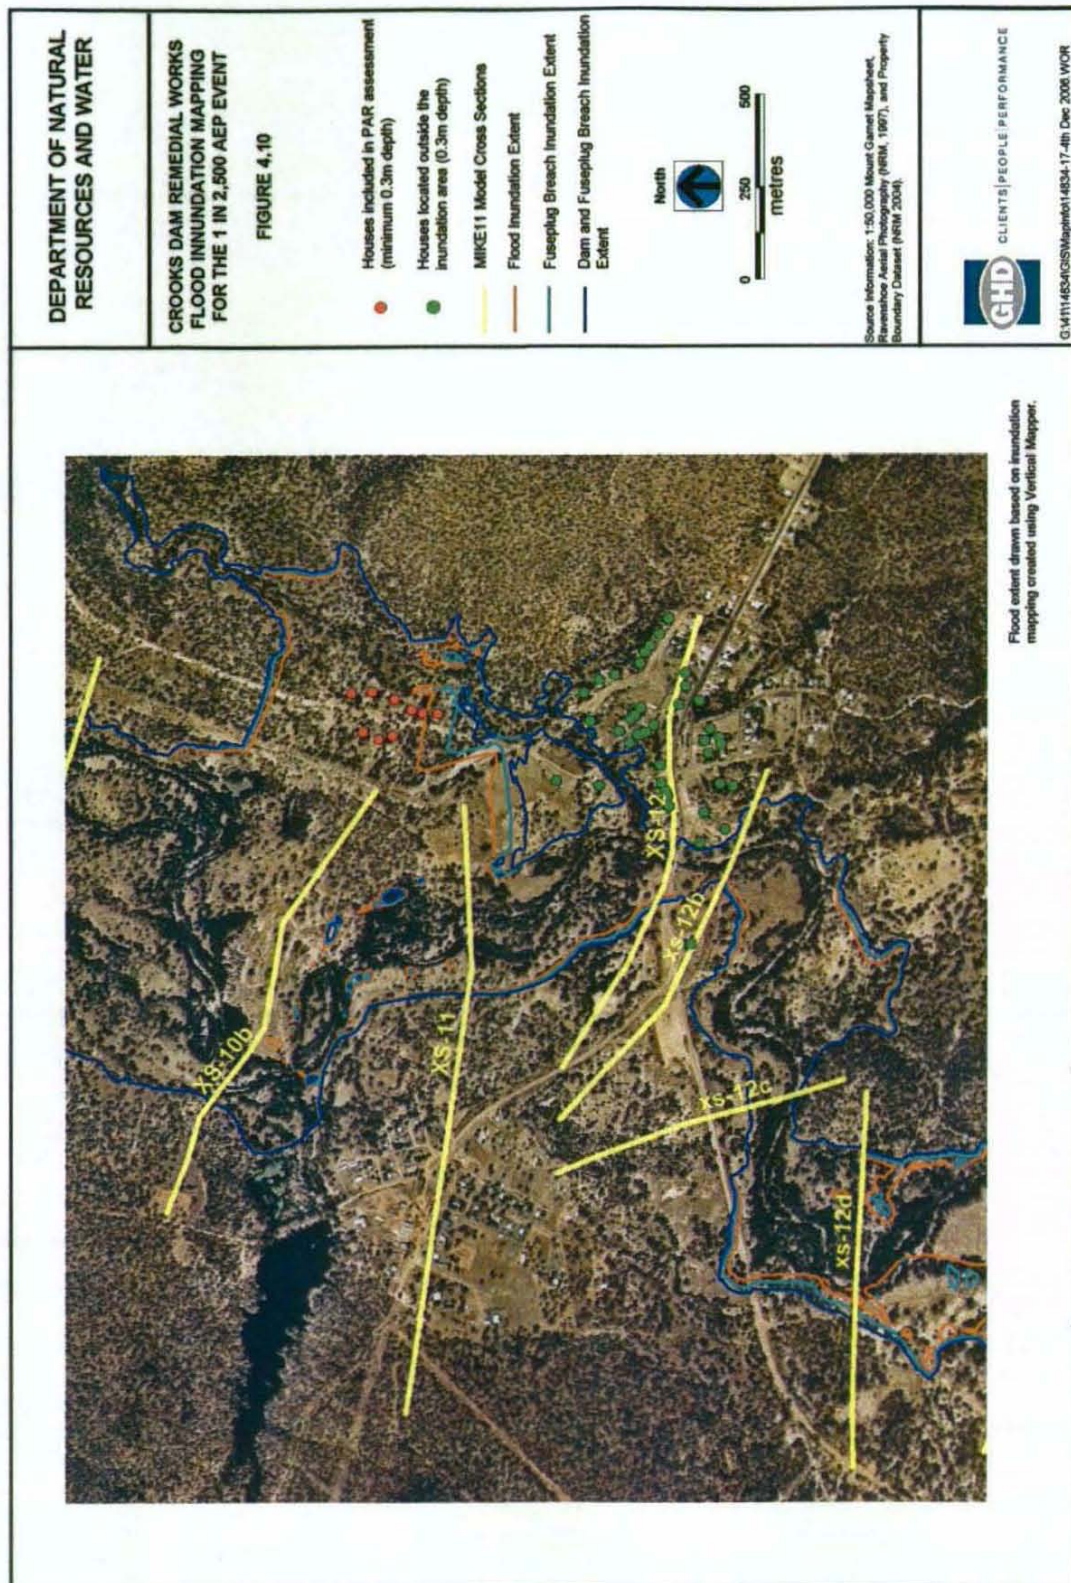 DEPARTMENT OF NATURAL
RESOURCES AND WATER
CROOKS DAM REMEDIAL WORKS
FLOOD INNUNDATION MAPPING
FOR THE 1 IN 2,500 AEP EVENT
FIGURE 4.10
Houses included in PAR assessment
(minimum 0.3m depth)
Houses located outside the
inundation area (0.3m depth)
MIKE11 Model Cross Sections
Flood Inundation Extent
Fuseplug Breach Inundation Extent
Dam and Fuseplug Breach Inundation
Extent
North
0 250 500
metres
Source Information: 1:50,000 Mount Garnet Mapsheet,
Ravenshoe Aerial Photography (NRM, 1997), and Property
Boundary Dataset (NRM 2004).
GHD CLIENTS|PEOPLE|PERFORMANCE
XS-10b
XS-11
XS-12
xs-12b
xs-12c
xs-12d
Flood extent drawn based on inundation
mapping created using Vertical Mapper.